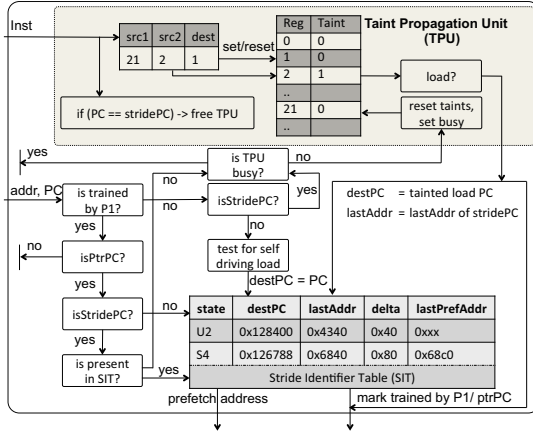 Inst
src1 src2 dest
21 2 1
set/reset
Reg Taint
0 0
1 0
2 1
..
21 0
..
Taint Propagation Unit
(TPU)
load?
reset taints,
set busy
if (PC == stridePC) -> free TPU
yes
is TPU
busy?
no
addr, PC
is trained
by P1?
no
no
isStridePC?
yes
destPC = tainted load PC
lastAddr = lastAddr of stridePC
yes
no
no
isPtrPC?
test for self
driving load
yes
destPC = PC
isStridePC?
no
yes
is present
in SIT?
yes
state destPC lastAddr delta lastPrefAddr
U2 0x128400 0x4340 0x40 0xxx
S4 0x126788 0x6840 0x80 0x68c0
Stride Identifier Table (SIT)
prefetch address
mark trained by P1/ ptrPC